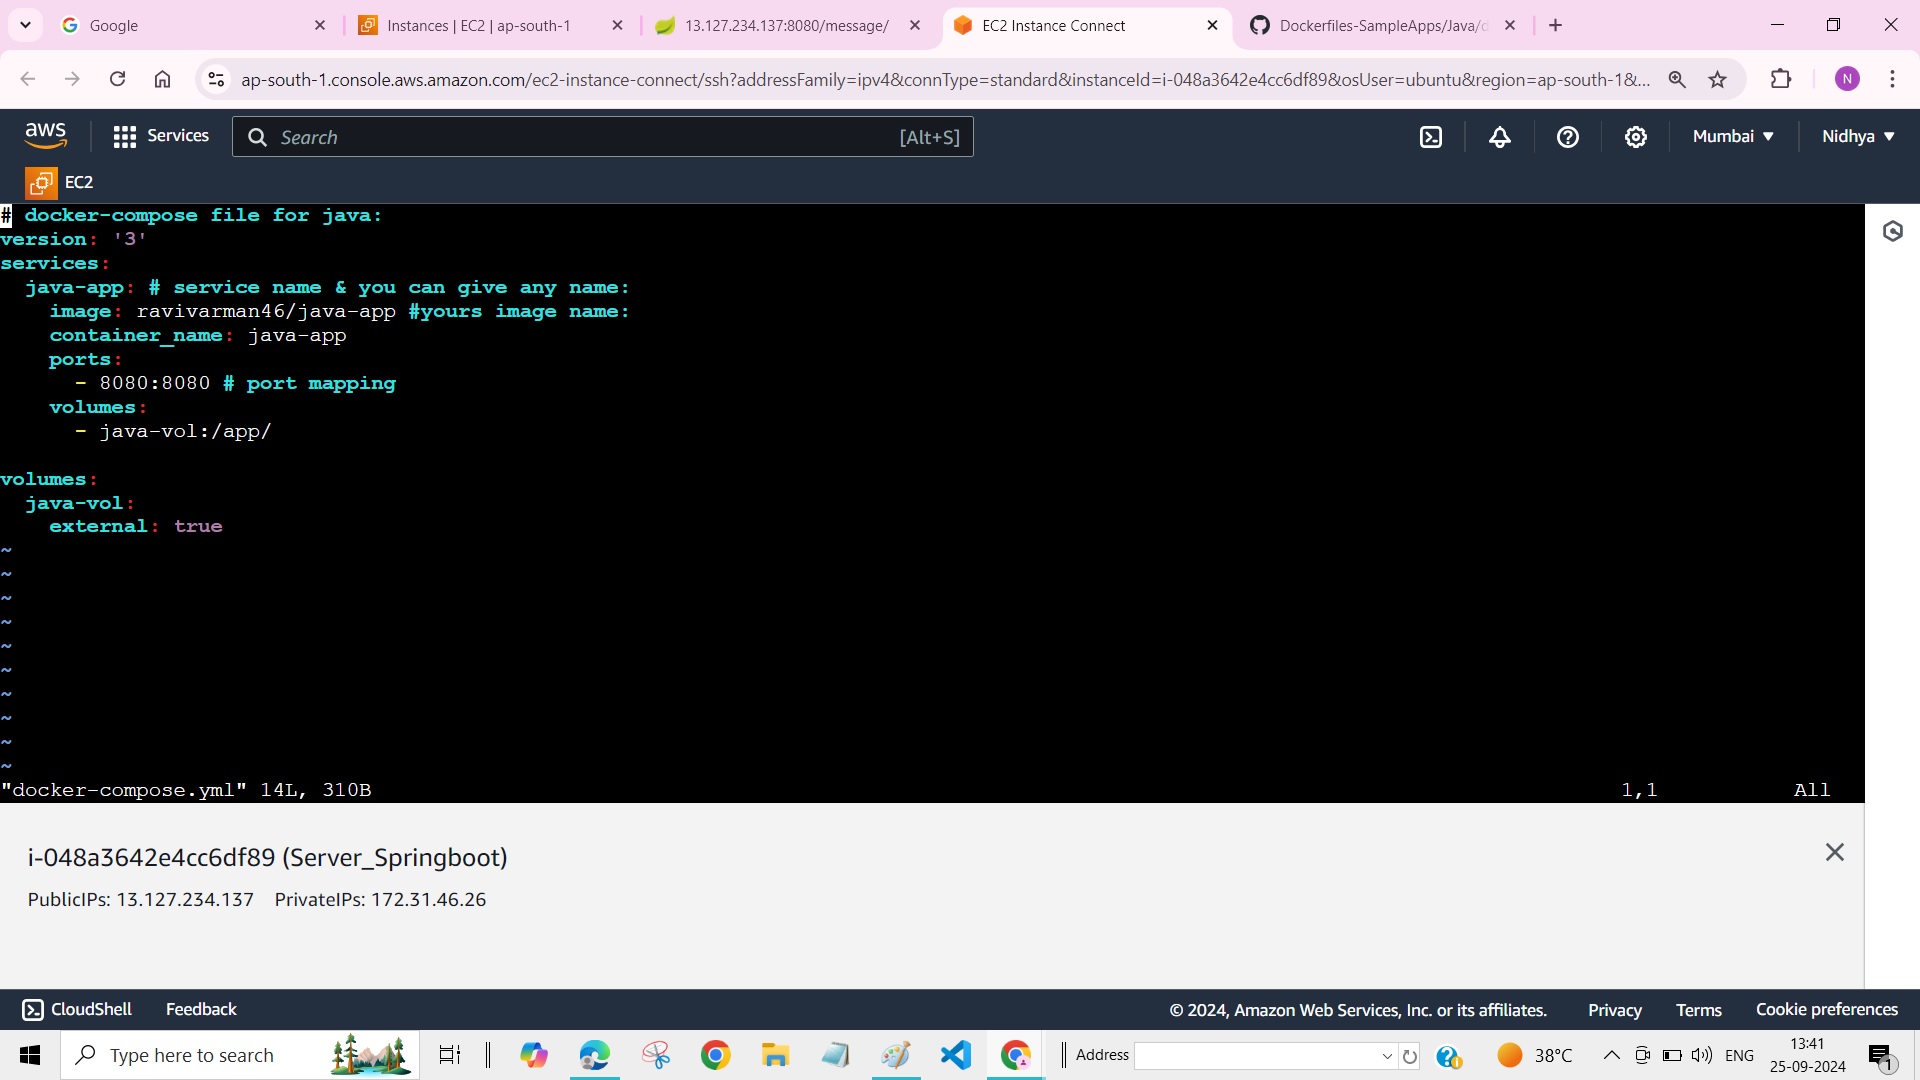 Google
Instances | EC2 | ap-south-1
13.127.234.137:8080/message/
EC2 Instance Connect
Dockerfiles-SampleApps/Java/d
ap-south-1.console.aws.amazon.com/ec2-instance-connect/ssh?addressFamily=ipv4&connType=standard&instanceId=i-048a3642e4cc6df89&osUser=ubuntu&region=ap-south-1&...
N
aws
Services
Search
[Alt+S]
Mumbai
Nidhya
EC2
# docker-compose file for java:
version: '3'
services:
  java-app: # service name & you can give any name:
    image: ravivarman46/java-app #yours image name:
    container_name: java-app
    ports:
      - 8080:8080 # port mapping
    volumes:
      - java-vol:/app/
volumes:
  java-vol:
    external: true
~
~
~
~
~
~
~
~
~
~
"docker-compose.yml" 14L, 310B 1,1 All
i-048a3642e4cc6df89 (Server_Springboot)
PublicIPs: 13.127.234.137 PrivateIPs: 172.31.46.26
CloudShell
Feedback
© 2024, Amazon Web Services, Inc. or its affiliates.
Privacy
Terms
Cookie preferences
Type here to search
Address
38°C
ENG
13:41
25-09-2024
1